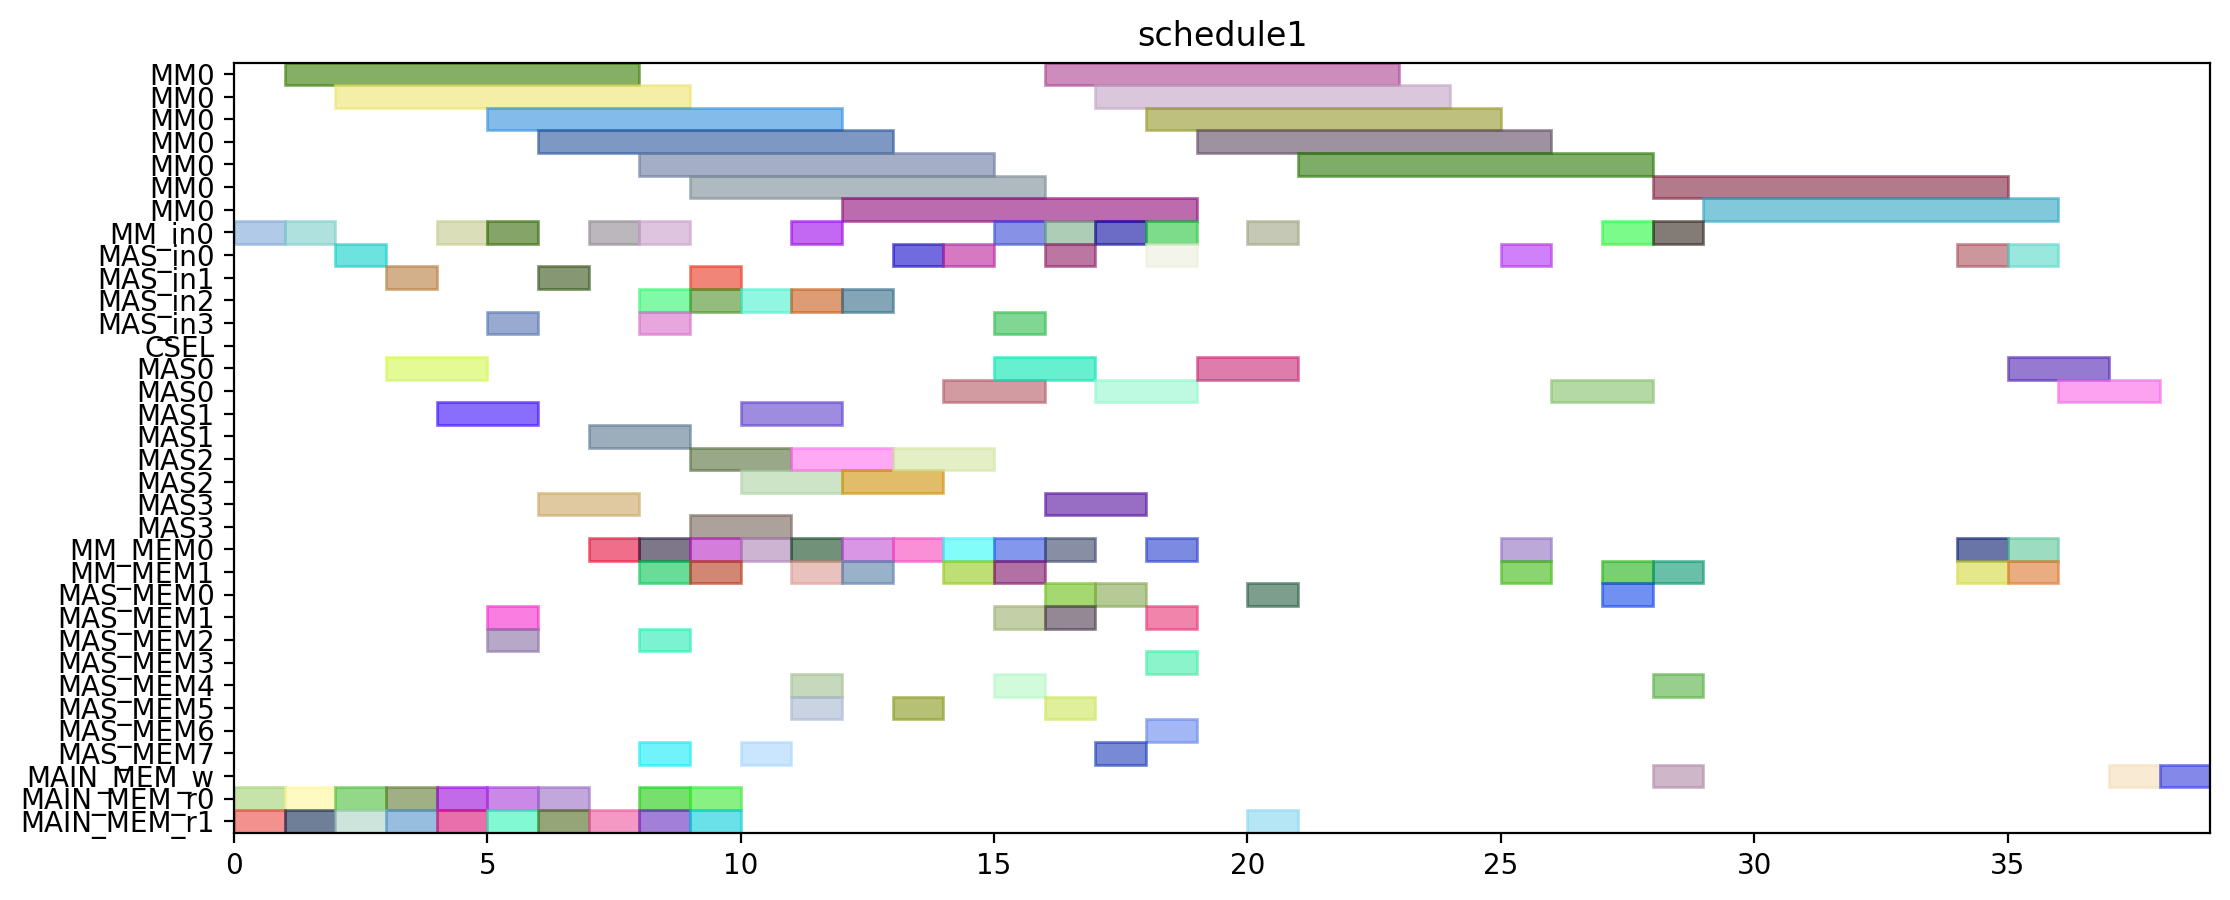 schedule1
MM0
MM0
MM0
MM0
MM0
MM0
MM0
MM_in0
MAS_in0
MAS_in1
MAS_in2
MAS_in3
CSEL
MAS0
MAS0
MAS1
MAS1
MAS2
MAS2
MAS3
MAS3
MM_MEM0
MM_MEM1
MAS_MEM0
MAS_MEM1
MAS_MEM2
MAS_MEM3
MAS_MEM4
MAS_MEM5
MAS_MEM6
MAS_MEM7
MAIN_MEM_w
MAIN_MEM_r0
MAIN_MEM_r1
0 5 10 15 20 25 30 35